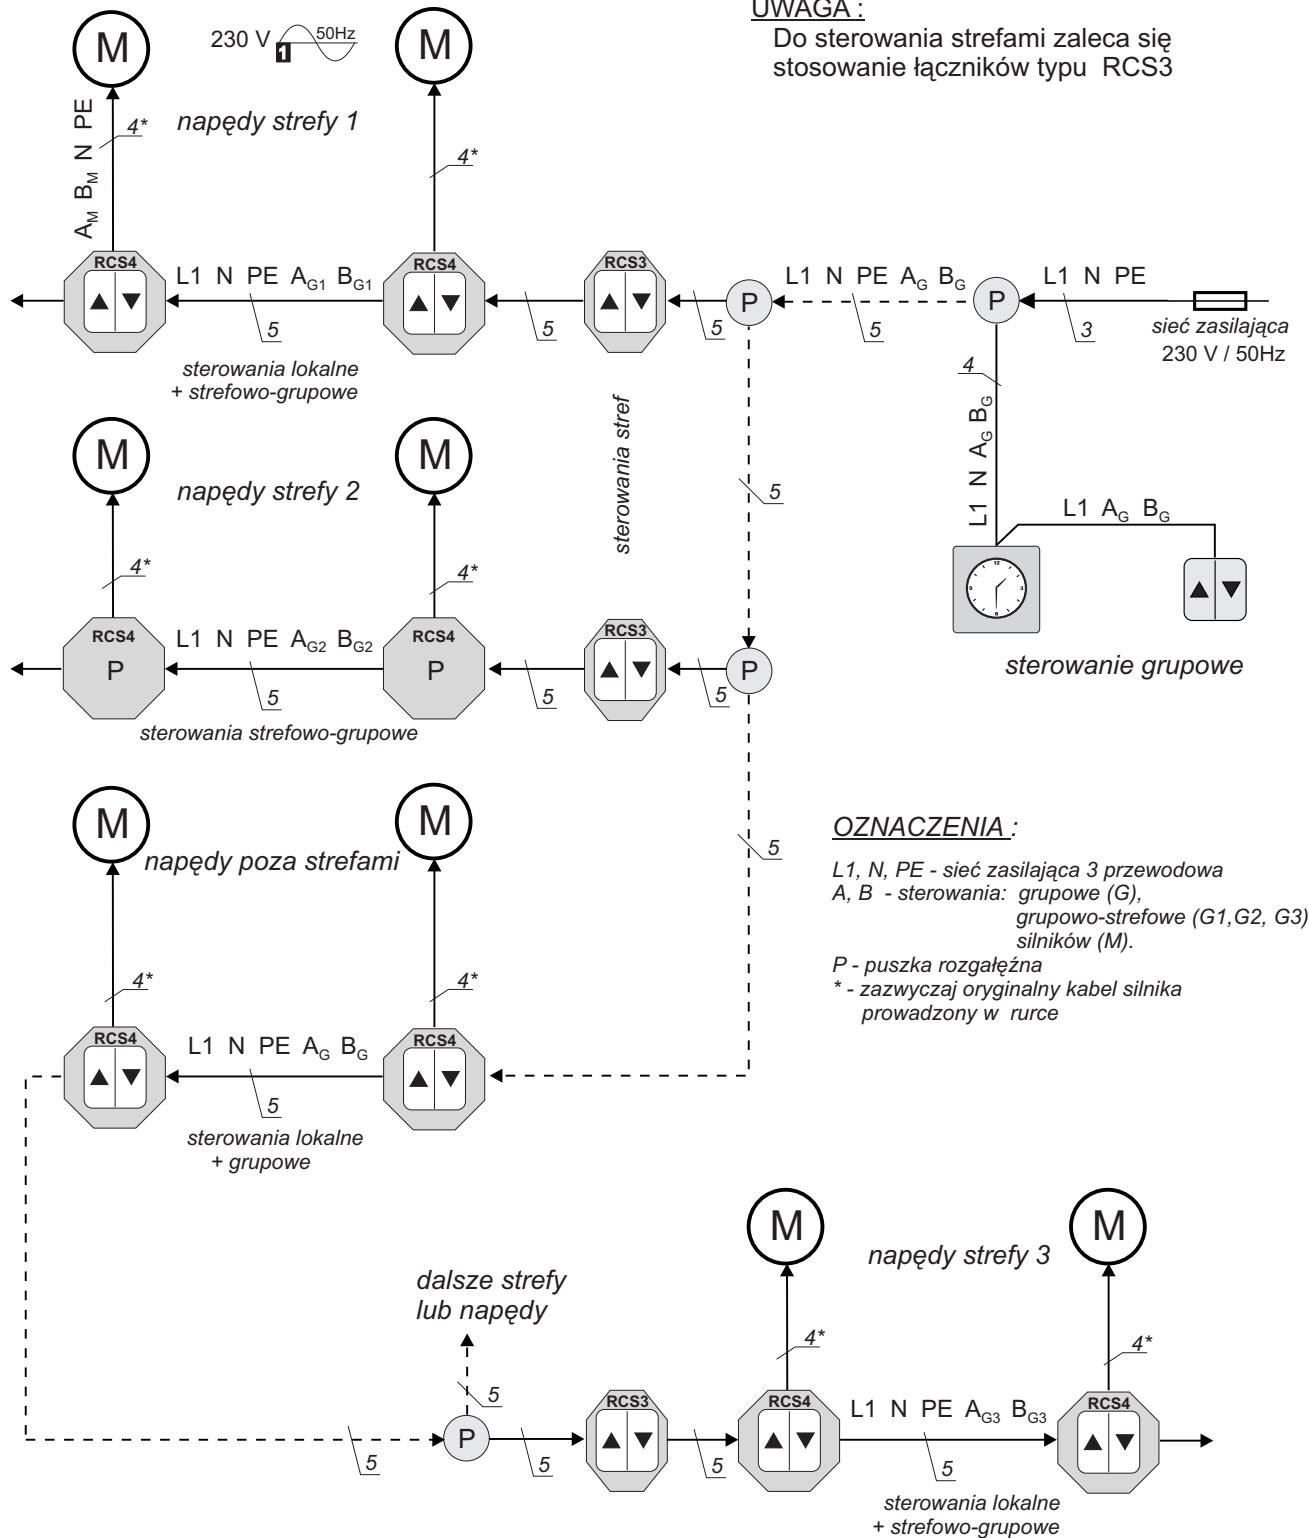 UWAGA :
Do sterowania strefami zaleca się
stosowanie łączników typu RCS3
M
230 V 1 50Hz
M
napędy strefy 1
4*
4*
A_M B_M N PE
RCS4
L1 N PE A_G1 B_G1
5
RCS4
5
RCS3
5
P
L1 N PE A_G B_G
5
P
L1 N PE
3
sieć zasilająca
230 V / 50Hz
sterowania lokalne
+ strefowo-grupowe
4
L1 N A_G B_G
L1 A_G B_G
12
3
6
9
sterowanie grupowe
sterowania stref
5
M
M
napędy strefy 2
4*
4*
RCS4
P
L1 N PE A_G2 B_G2
5
RCS4
P
5
RCS3
5
P
sterowania strefowo-grupowe
5
M
M
napędy poza strefami
4*
4*
RCS4
L1 N PE A_G B_G
5
RCS4
sterowania lokalne
+ grupowe
OZNACZENIA :
L1, N, PE - sieć zasilająca 3 przewodowa
A, B - sterowania: grupowe (G),
grupowo-strefowe (G1,G2, G3)
silników (M).
P - puszka rozgałęźna
* - zazwyczaj oryginalny kabel silnika
prowadzony w rurce
M
M
napędy strefy 3
4*
4*
dalsze strefy
lub napędy
5
5
P
5
RCS3
5
RCS4
L1 N PE A_G3 B_G3
5
RCS4
sterowania lokalne
+ strefowo-grupowe